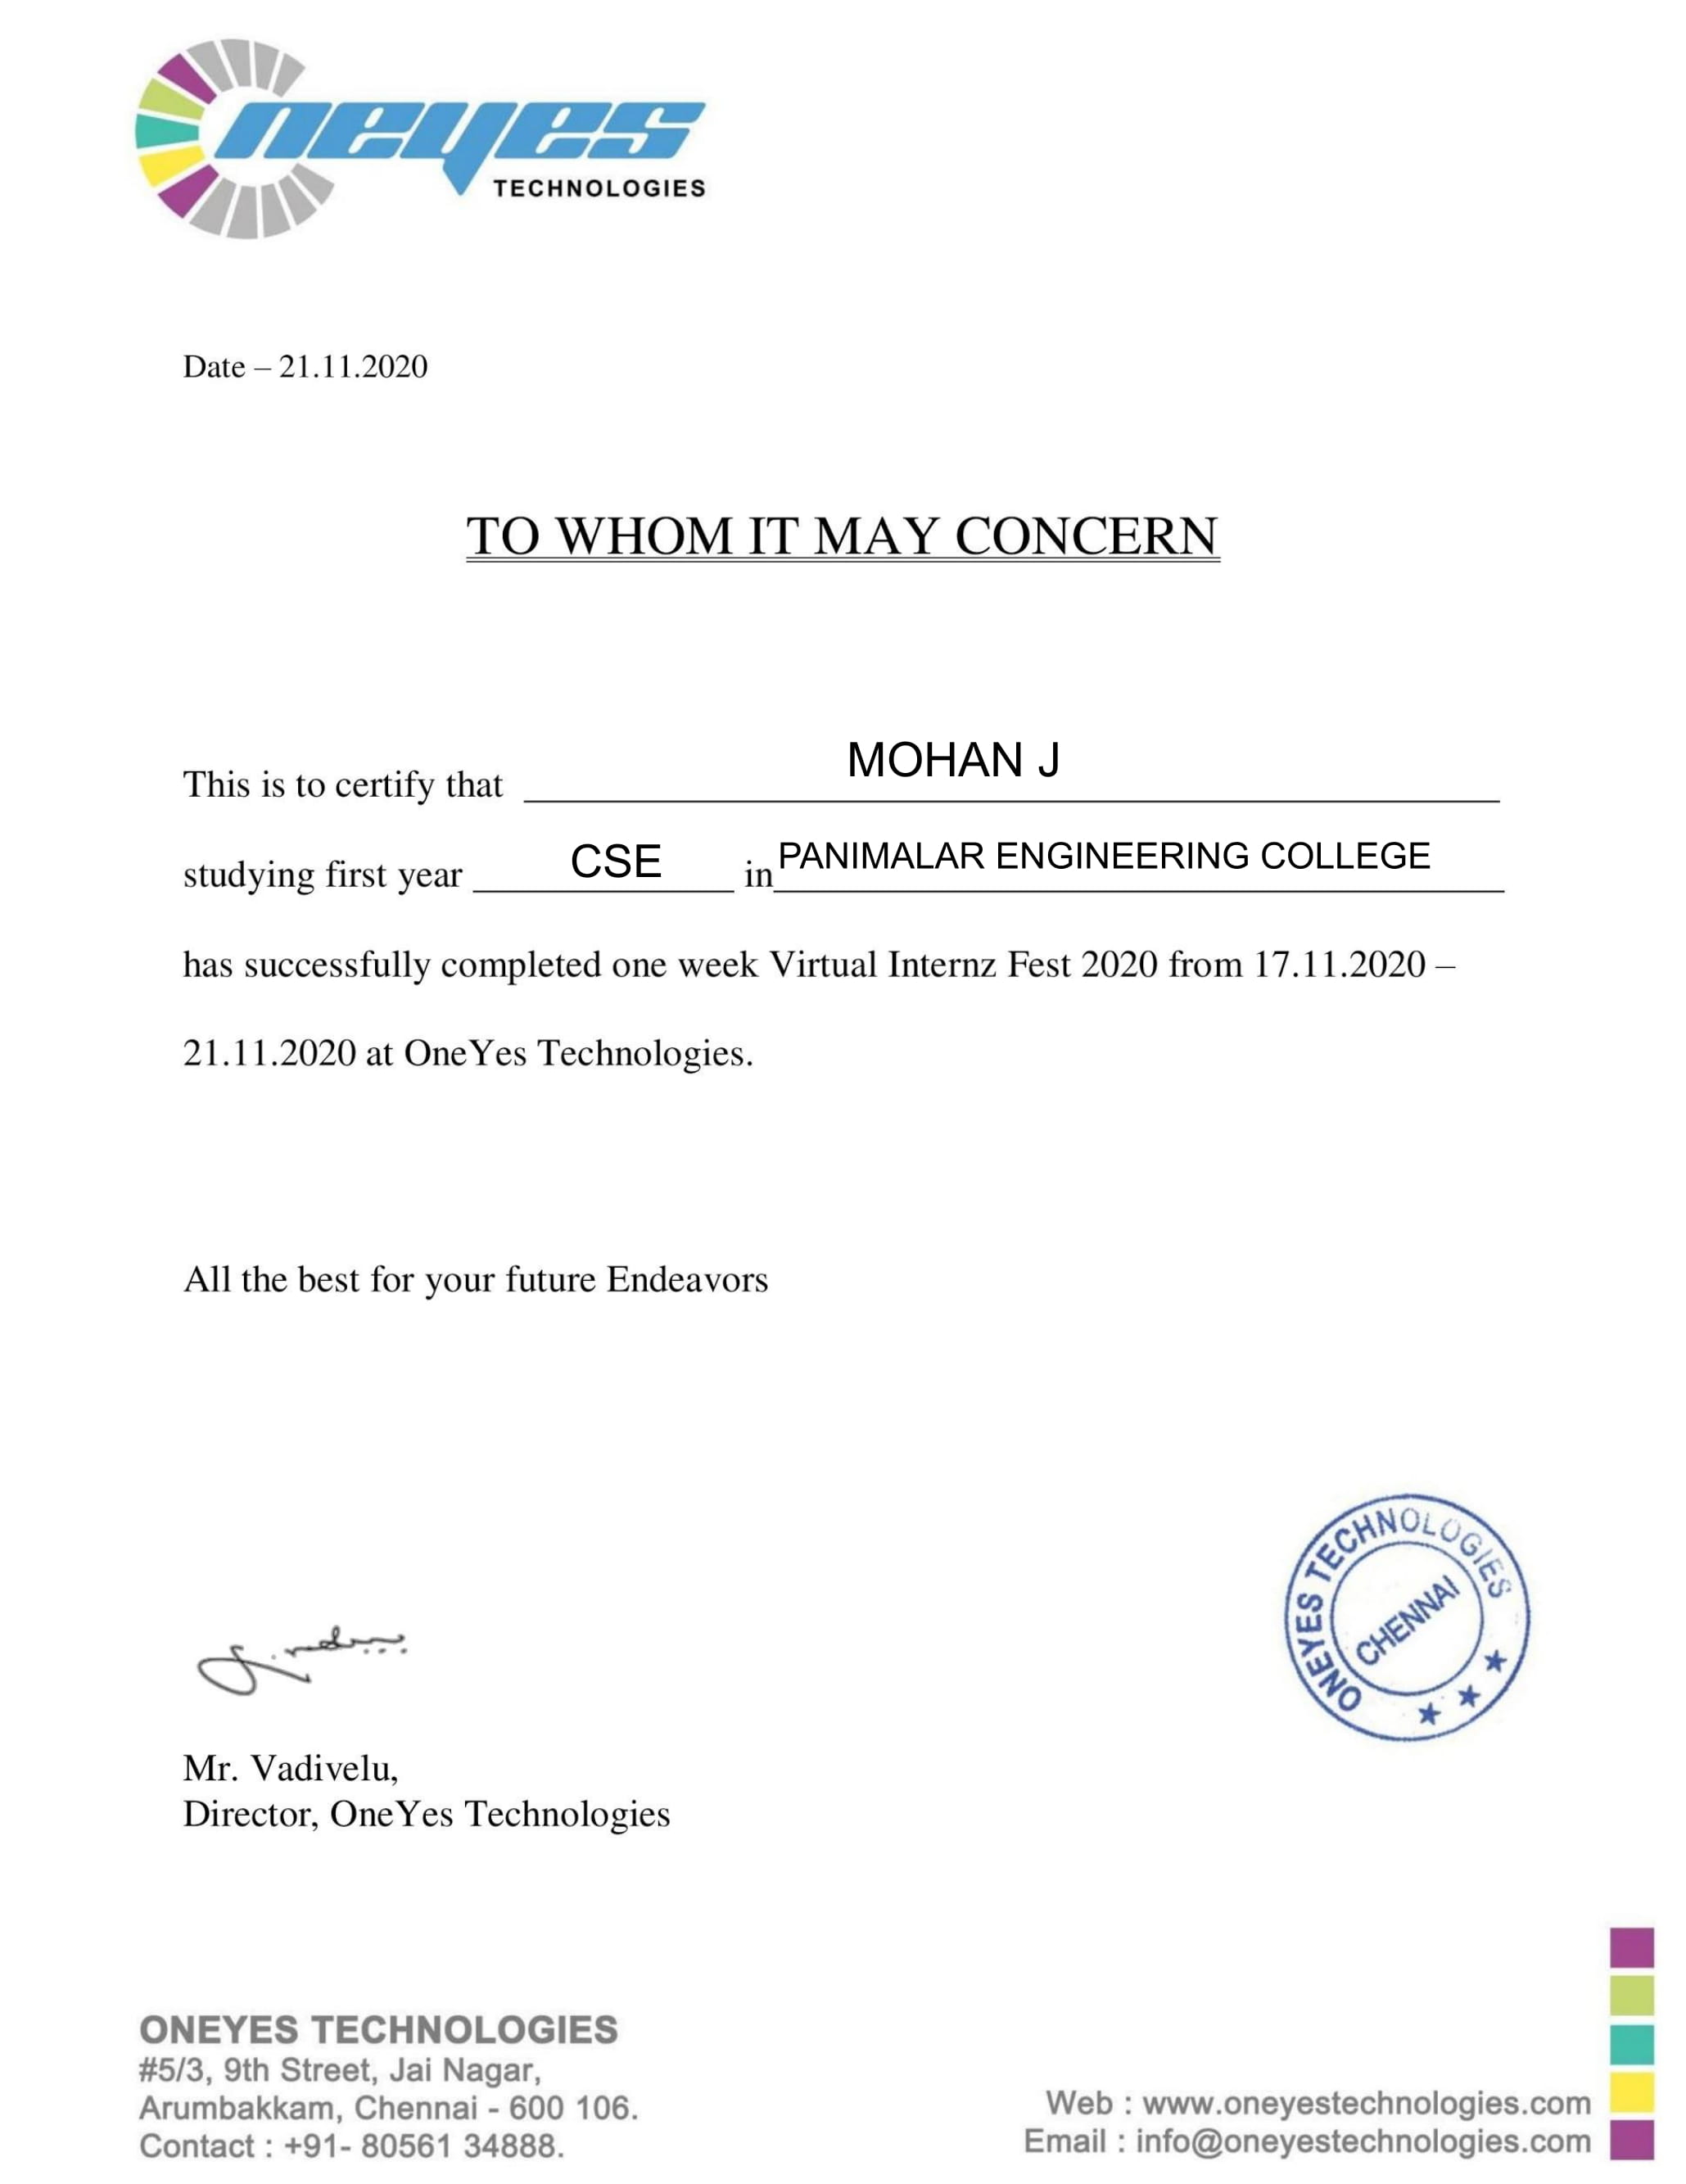 neyes
TECHNOLOGIES
Date – 21.11.2020
TO WHOM IT MAY CONCERN
This is to certify that MOHAN J
studying first year CSE in PANIMALAR ENGINEERING COLLEGE
has successfully completed one week Virtual Internz Fest 2020 from 17.11.2020 –
21.11.2020 at OneYes Technologies.
All the best for your future Endeavors
ONEYES TECHNOLOGIES
CHENNAI
Mr. Vadivelu,
Director, OneYes Technologies
ONEYES TECHNOLOGIES
#5/3, 9th Street, Jai Nagar,
Arumbakkam, Chennai - 600 106.
Contact : +91- 80561 34888.
Web : www.oneyestechnologies.com
Email : info@oneyestechnologies.com